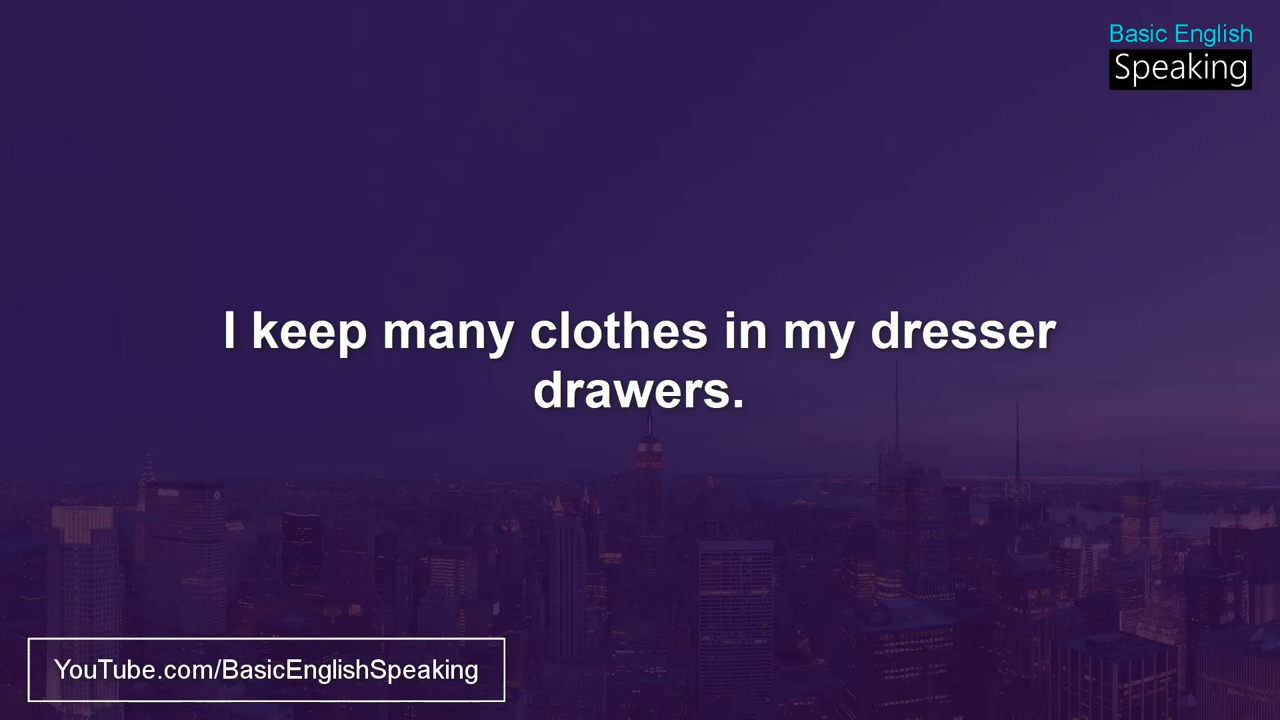 Basic English
Speaking
I keep many clothes in my dresser
drawers.
YouTube.com/BasicEnglishSpeaking